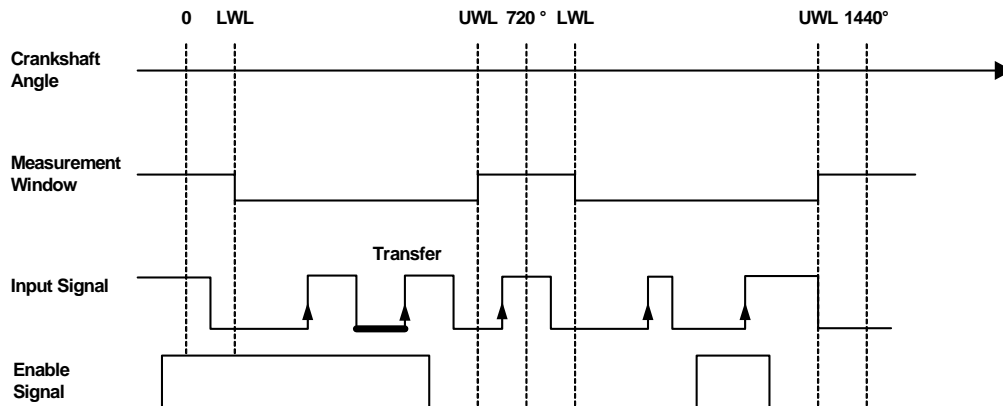 0 LWL UWL 720 ° LWL UWL 1440°
Crankshaft
Angle
Measurement
Window
Transfer
Input Signal
Enable
Signal